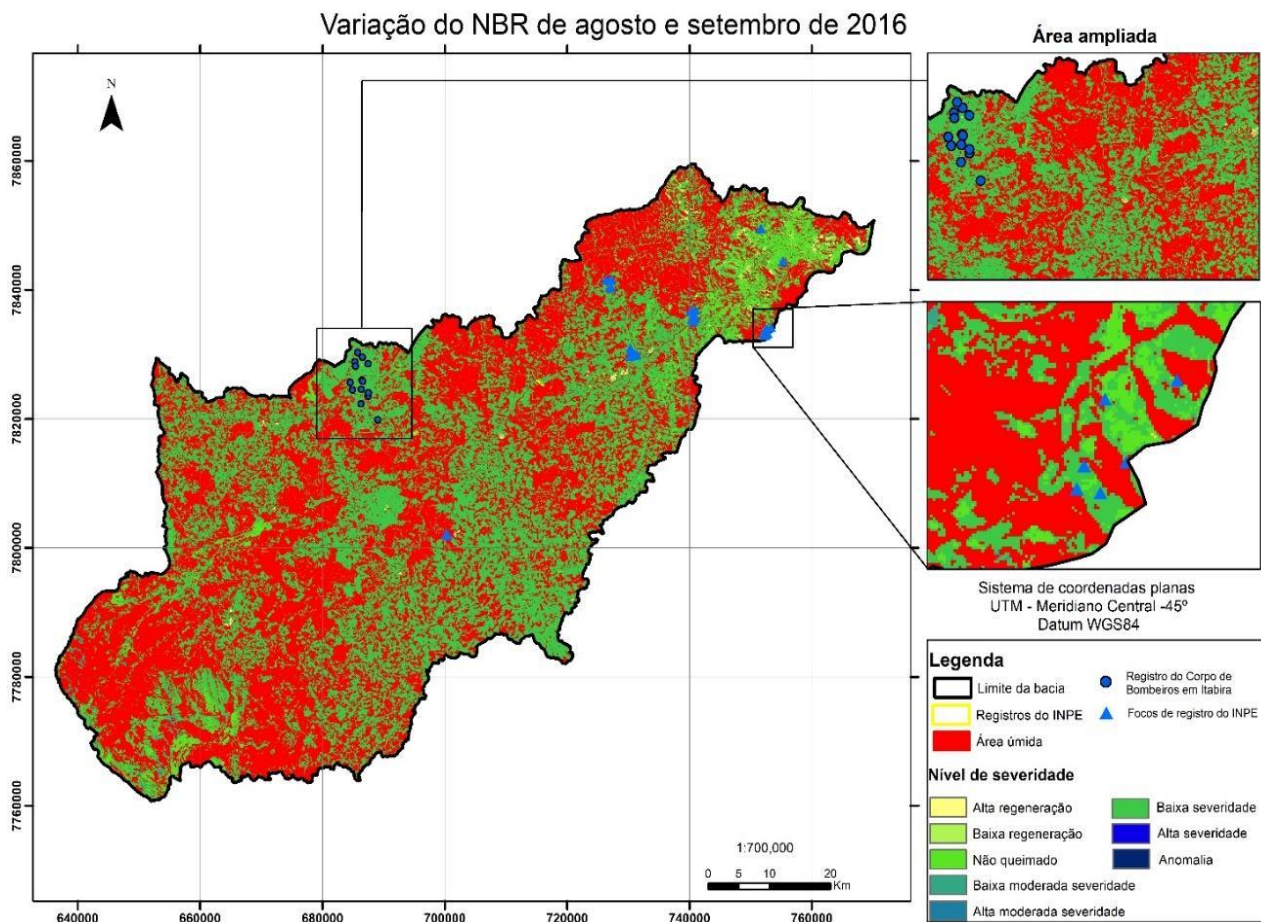 Variação do NBR de agosto e setembro de 2016
Área ampliada
N
7860000
7840000
7820000
7800000
7780000
7760000
640000
660000
680000
700000
720000
740000
760000
1:700,000
0 5 10 20
Km
Sistema de coordenadas planas
UTM - Meridiano Central -45º
Datum WGS84
Legenda
Limite da bacia
Registros do INPE
Área úmida
Registro do Corpo de
Bombeiros em Itabira
Focos de registro do INPE
Nível de severidade
Alta regeneração
Baixa regeneração
Não queimado
Baixa moderada severidade
Alta moderada severidade
Baixa severidade
Alta severidade
Anomalia